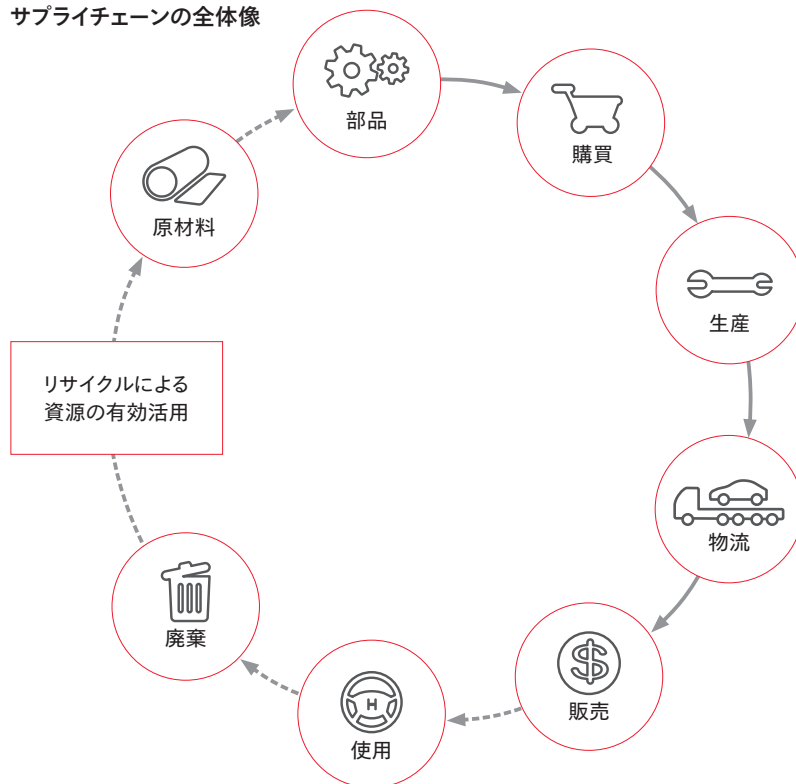 サプライチェーンの全体像
部品
購買
原材料
生産
リサイクルによる
資源の有効活用
物流
廃棄
販売
使用
H